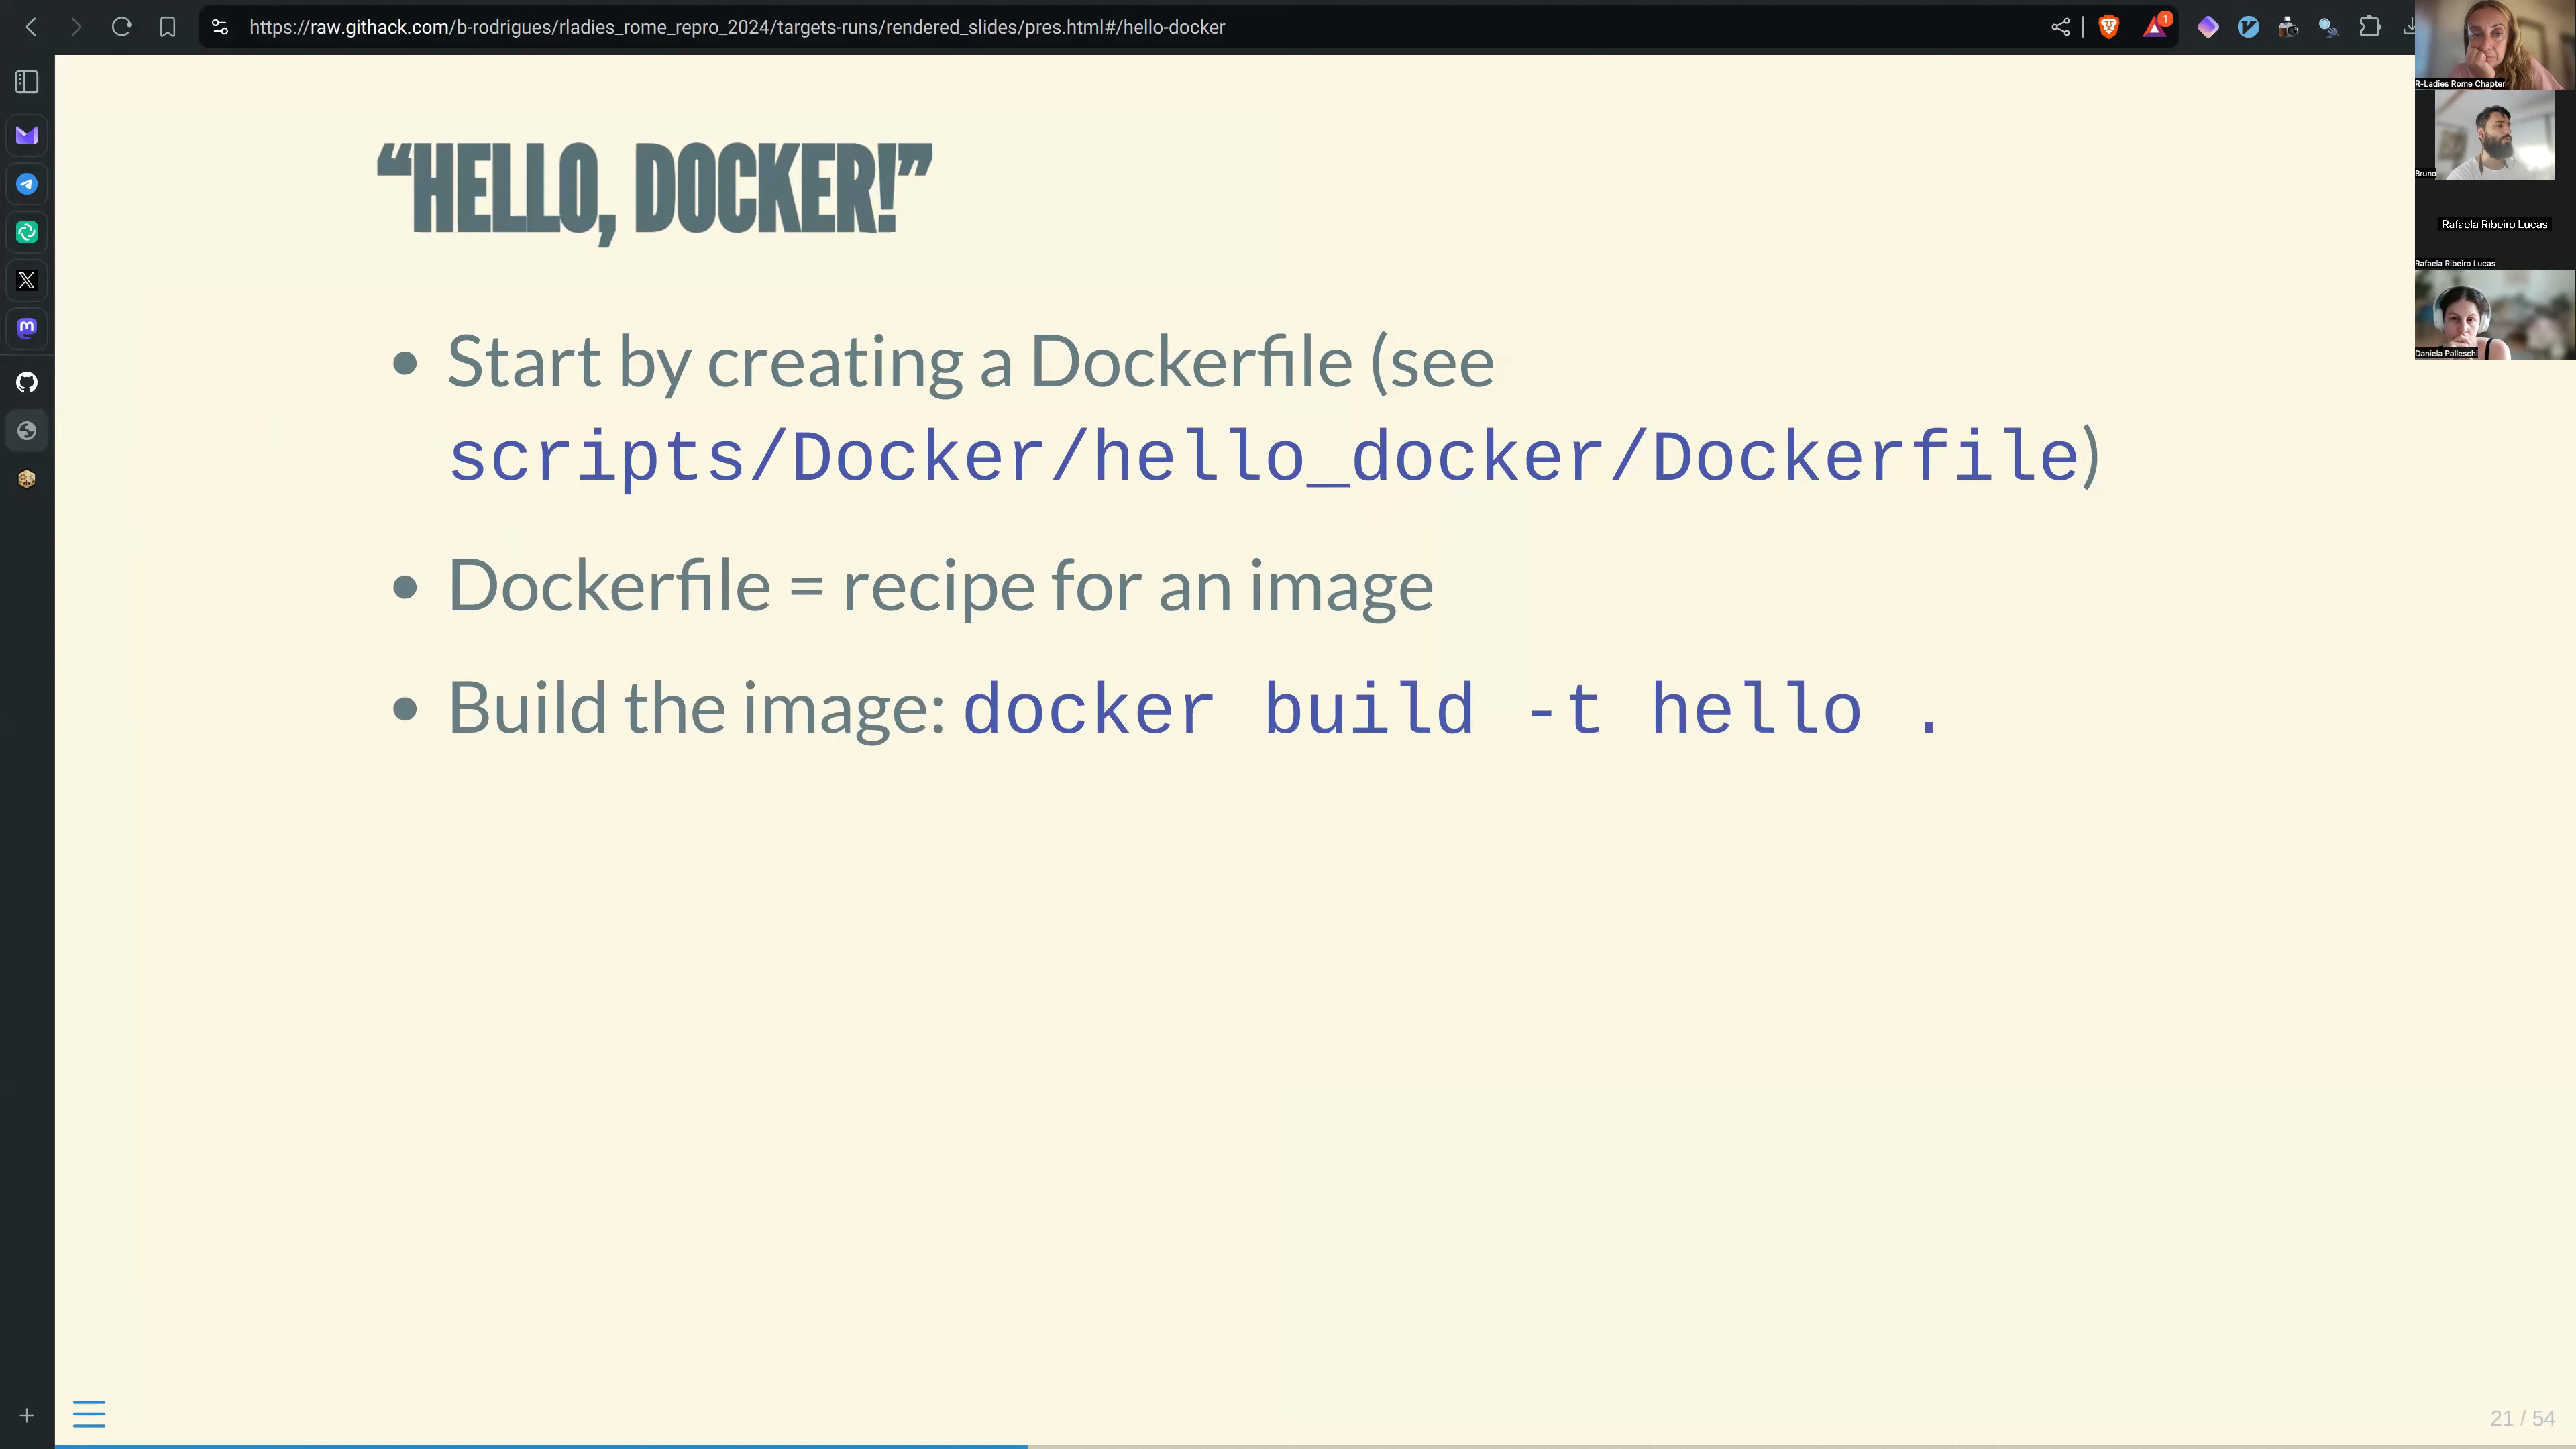 https://raw.githack.com/b-rodrigues/rladies_rome_repro_2024/targets-runs/rendered_slides/pres.html#/hello-docker
1
R-Ladies Rome Chapter
Bruno
Rafaela Ribeiro Lucas
Rafaela Ribeiro Lucas
Daniela Palleschi
“HELLO, DOCKER!”
• Start by creating a Dockerfile (see
scripts/Docker/hello_docker/Dockerfile)
• Dockerfile = recipe for an image
• Build the image: docker build -t hello .
21 / 54